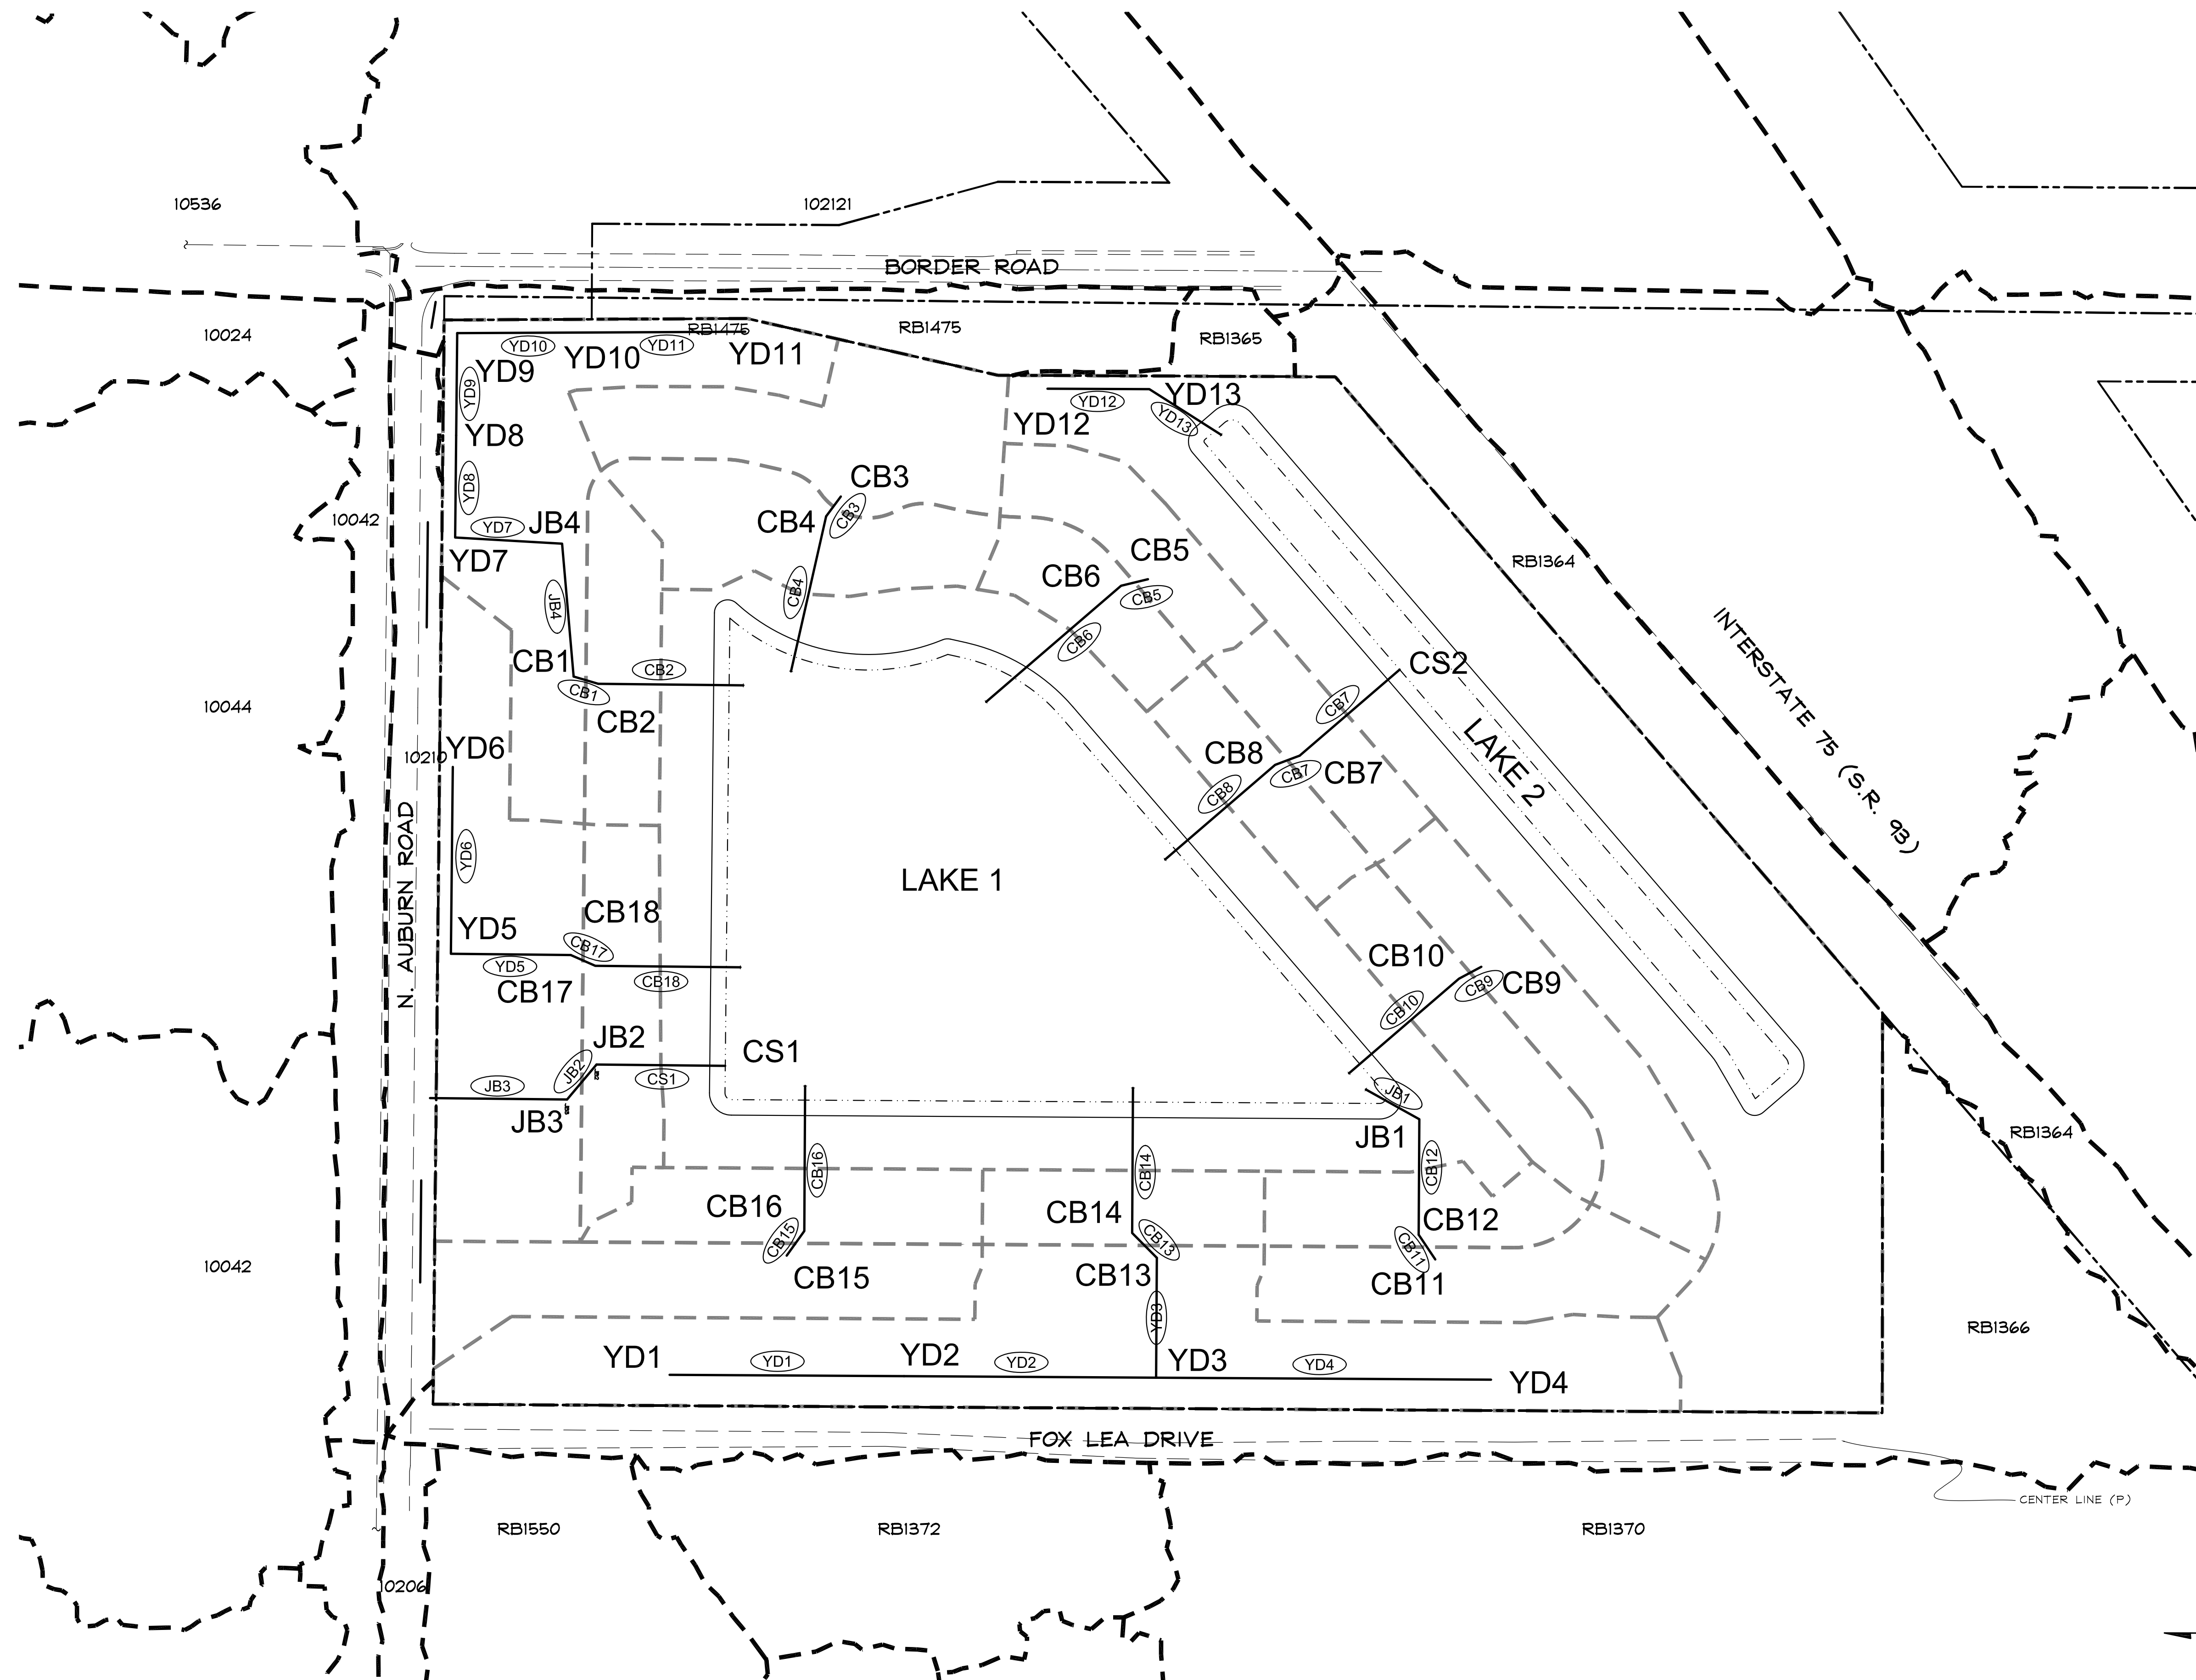 10536
102121
BORDER ROAD
10024
RB1475
RB1475
RB1365
YD10
YD11
YD10
YD11
YD9
YD9
YD12
YD13
YD13
YD12
YD8
YD8
CB3
CB3
CB4
YD7
JB4
10042
YD7
CB5
CB6
CB5
CB4
JB4
RB1364
CB6
INTERSTATE 75 (S.R. 93)
CB1
CB2
CB1
CB2
CS2
CB7
10044
10210
YD6
LAKE 2
CB8
CB7
CB7
CB8
YD6
N. AUBURN ROAD
LAKE 1
CB18
YD5
CB17
YD5
CB18
CB17
CB10
CB9
CB9
CB10
JB2
CS1
JB2
CS1
JB3
JB3
JB1
JB1
RB1364
CB16
CB14
CB12
CB16
CB14
CB12
CB15
CB13
CB11
CB15
CB13
CB11
10042
YD3
RB1366
YD1
YD1
YD2
YD2
YD3
YD4
YD4
FOX LEA DRIVE
CENTER LINE (P)
RB1550
RB1372
RB1370
10206